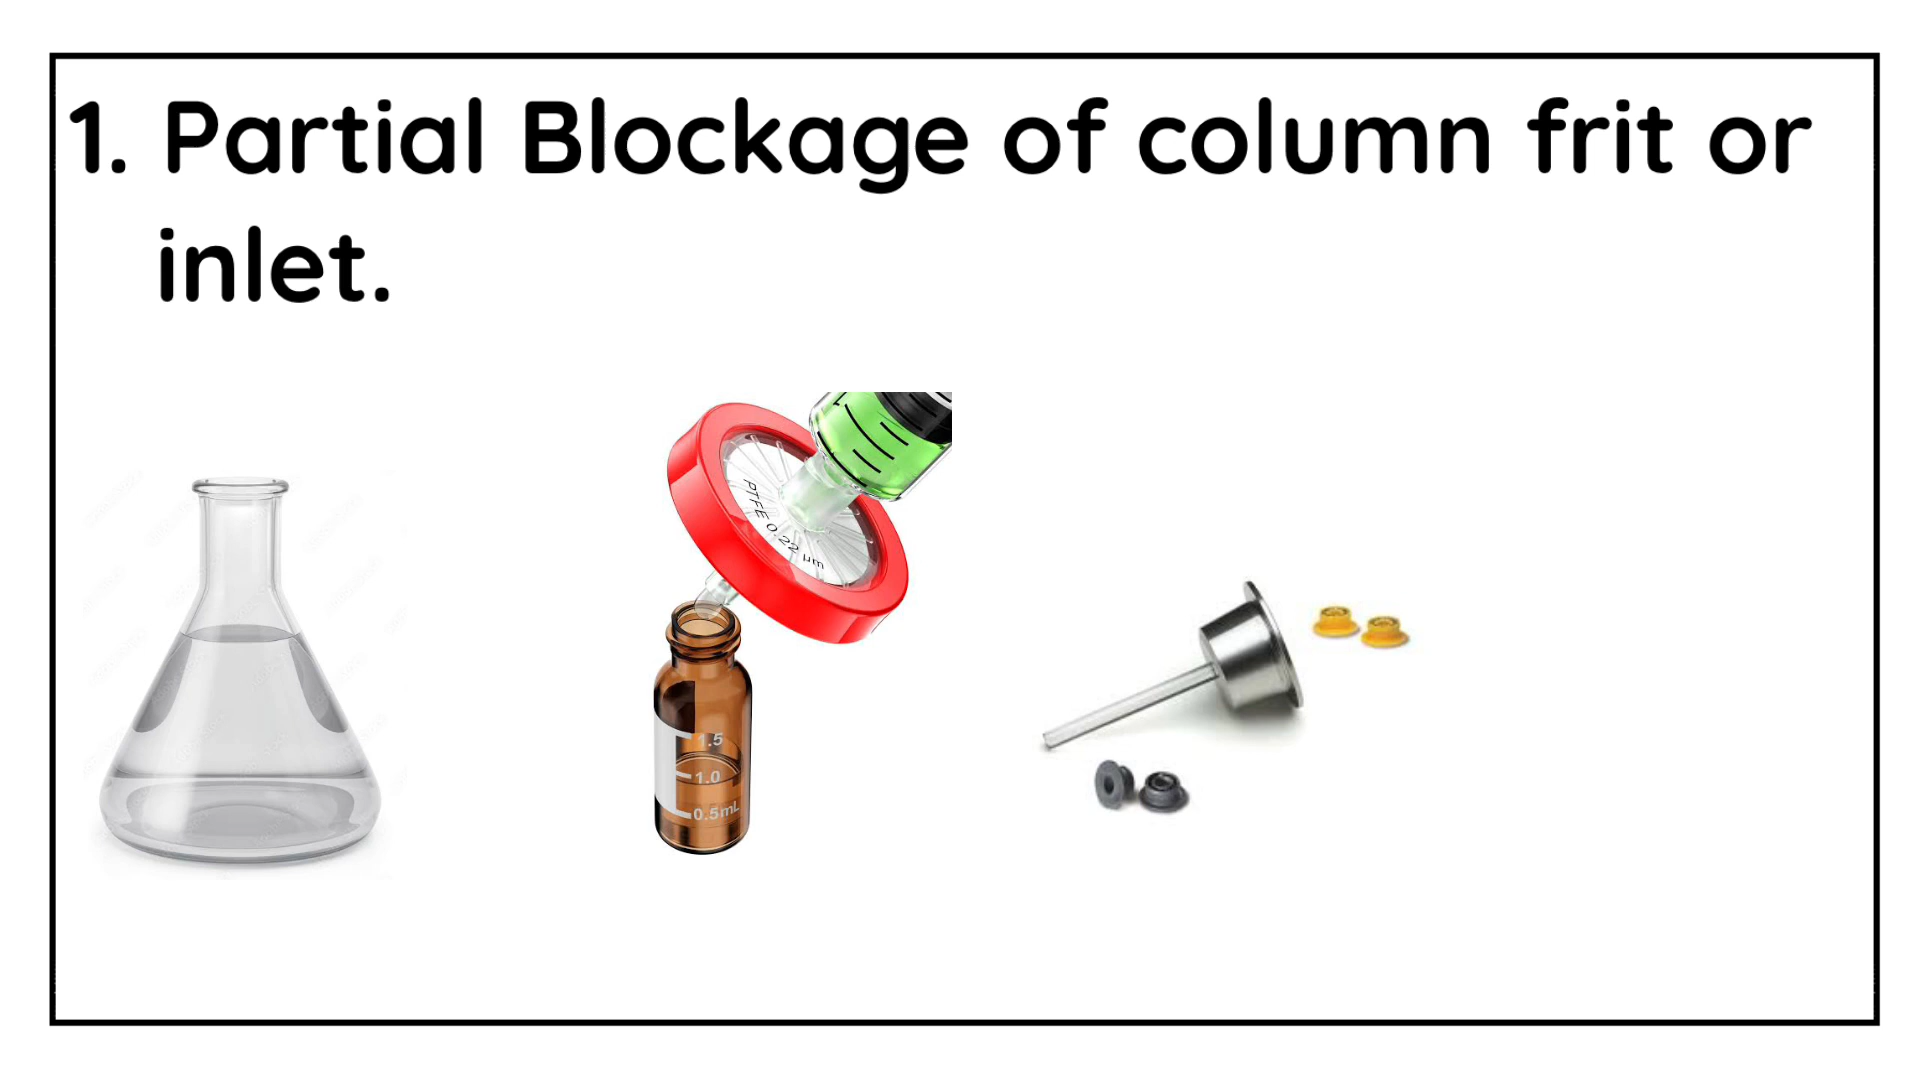 1. Partial Blockage of column frit or
inlet.
PTFE 0.22 µm
1.5
1.0
0.5mL